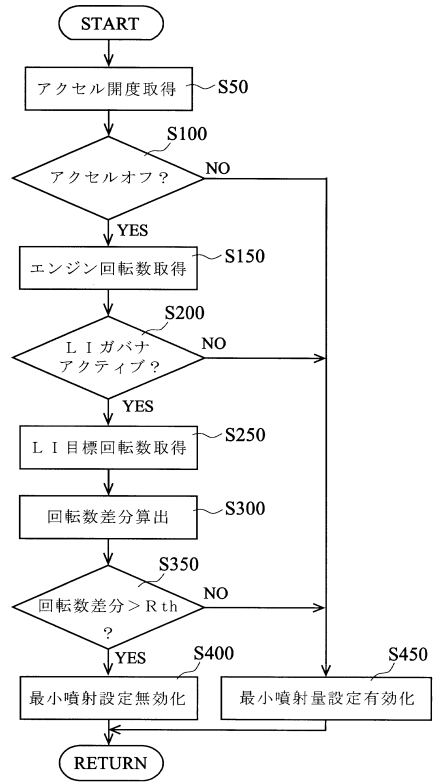 START
アクセル開度取得
S50
S100
アクセルオフ？
NO
YES
エンジン回転数取得
S150
S200
ＬＩガバナ
アクティブ？
NO
YES
ＬＩ目標回転数取得
S250
回転数差分算出
S300
S350
回転数差分＞Ｒth
？
NO
YES
S400
最小噴射設定無効化
S450
最小噴射量設定有効化
RETURN